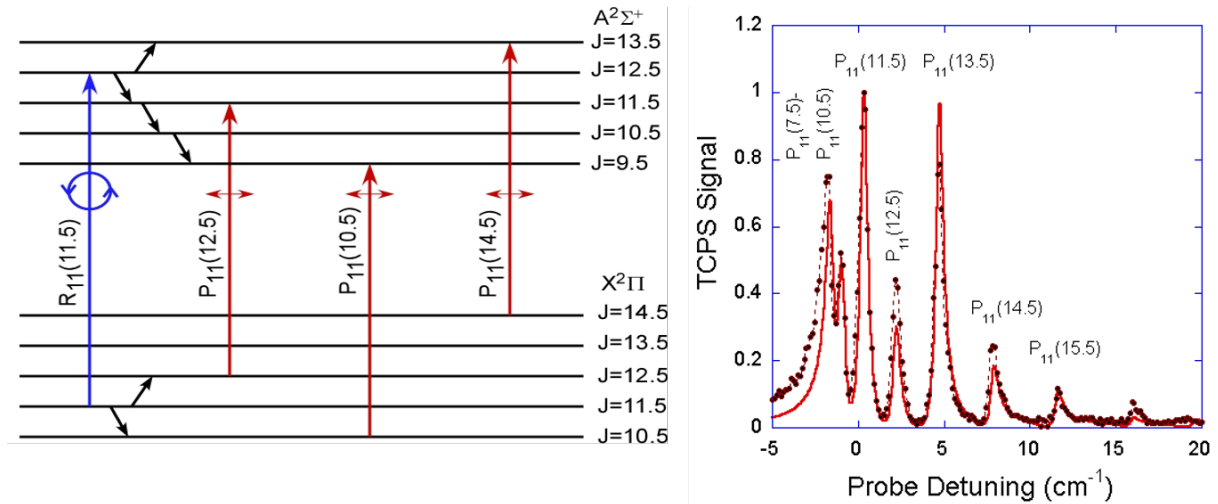 A²Σ⁺
J=13.5
J=12.5
J=11.5
J=10.5
J=9.5
R₁₁(11.5)
P₁₁(12.5)
P₁₁(10.5)
P₁₁(14.5)
X²Π
J=14.5
J=13.5
J=12.5
J=11.5
J=10.5
TCPS Signal
1.2
1
0.8
0.6
0.4
0.2
0
P₁₁(7.5)-
P₁₁(10.5)
P₁₁(11.5)
P₁₁(12.5)
P₁₁(13.5)
P₁₁(14.5)
P₁₁(15.5)
-5
0
5
10
15
20
Probe Detuning (cm⁻¹)